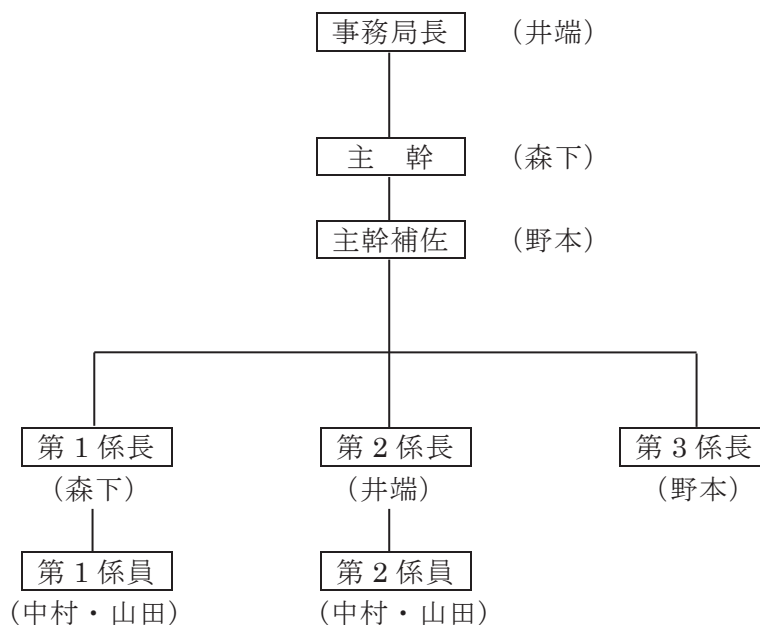 事務局長 (井端)
主　幹 (森下)
主幹補佐 (野本)
第1係長 第2係長 第3係長
(森下) (井端) (野本)
第1係員 第2係員
(中村・山田) (中村・山田)